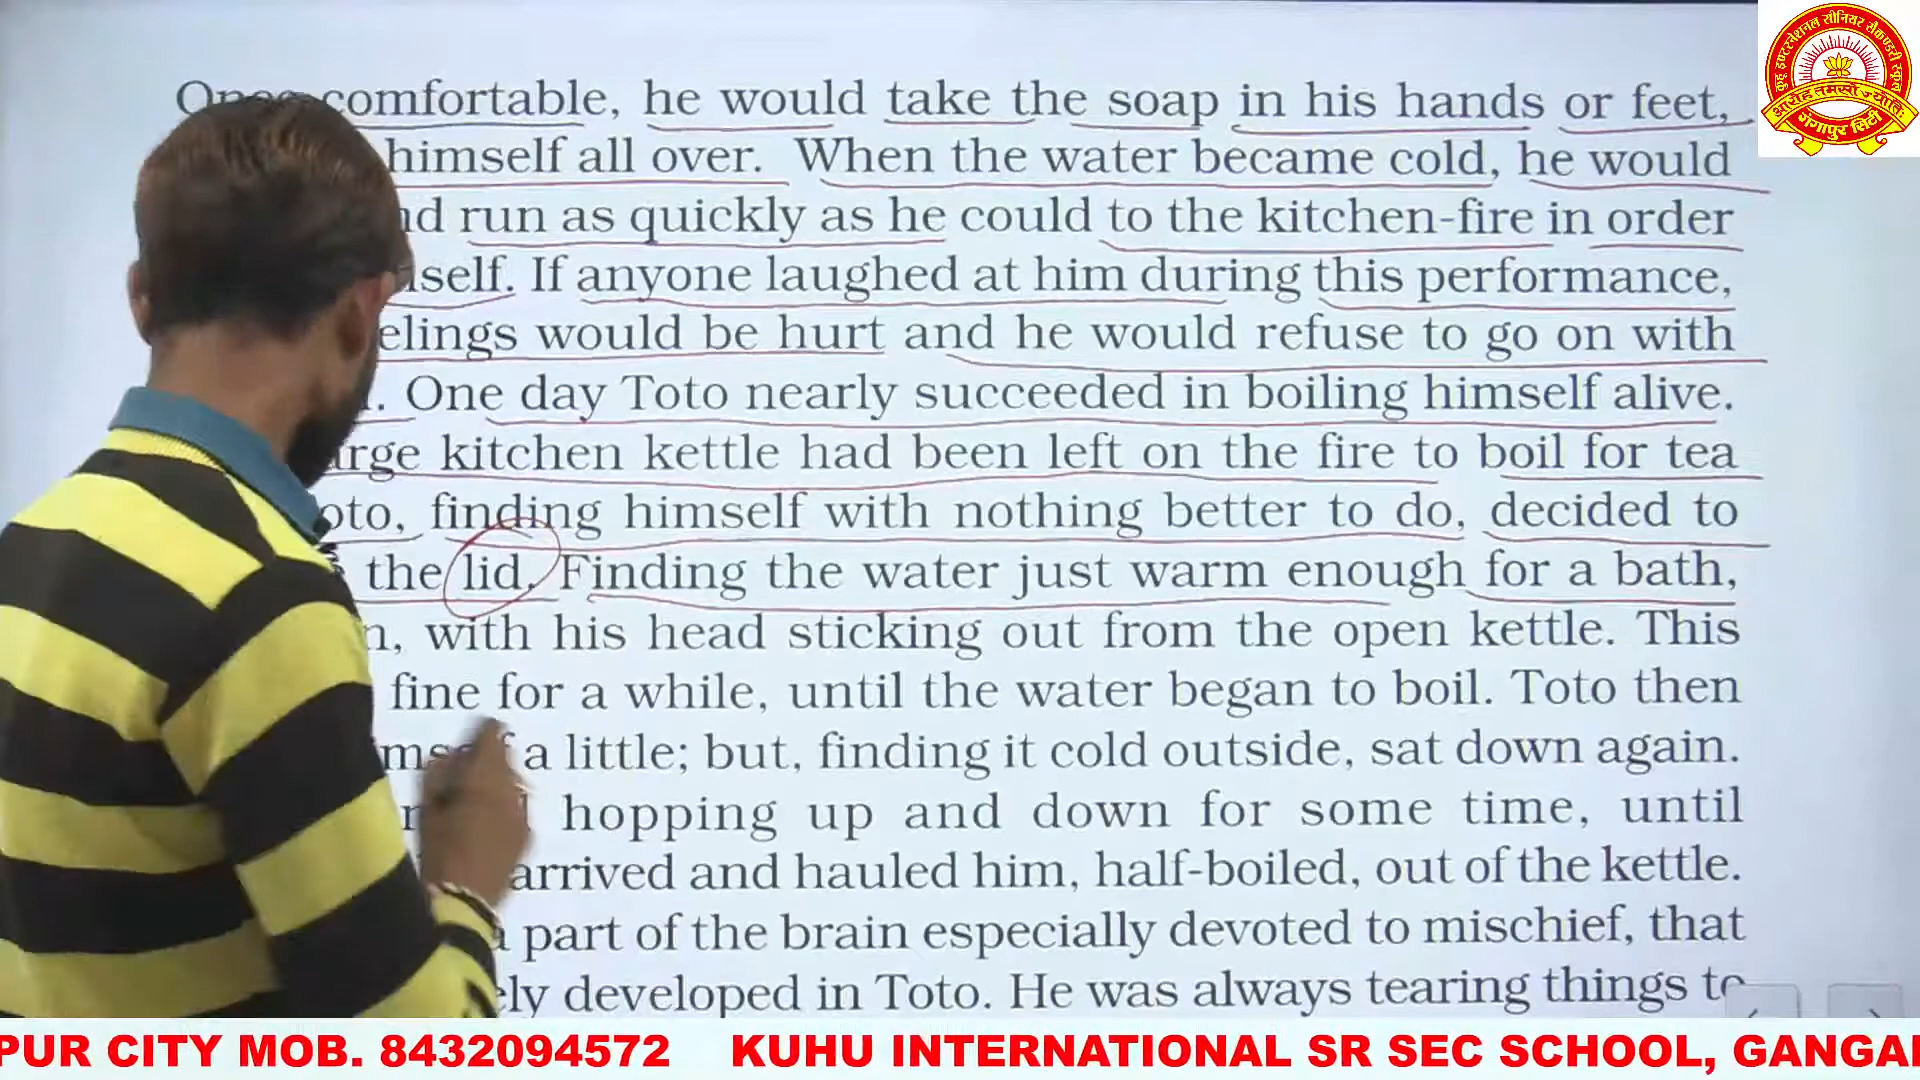 comfortable, he would take the soap in his hands or feet,
himself all over. When the water became cold, he would
run as quickly as he could to the kitchen-fire in order
self. If anyone laughed at him during this performance,
elings would be hurt and he would refuse to go on with
. One day Toto nearly succeeded in boiling himself alive.
arge kitchen kettle had been left on the fire to boil for tea
oto, finding himself with nothing better to do, decided to
the lid. Finding the water just warm enough for a bath,
n, with his head sticking out from the open kettle. This
fine for a while, until the water began to boil. Toto then
a little; but, finding it cold outside, sat down again.
hopping up and down for some time, until
arrived and hauled him, half-boiled, out of the kettle.
part of the brain especially devoted to mischief, that
ely developed in Toto. He was always tearing things to
कुहू इण्टरनेशनल सीनियर सैकण्डरी स्कूल
गंगापुर सिटी
PUR CITY MOB. 8432094572 KUHU INTERNATIONAL SR SEC SCHOOL, GANGA